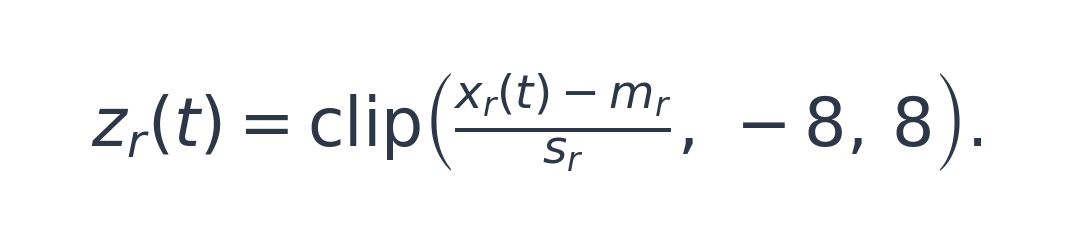 z_r(t) = clip((x_r(t) − m_r)/s_r, −8, 8).